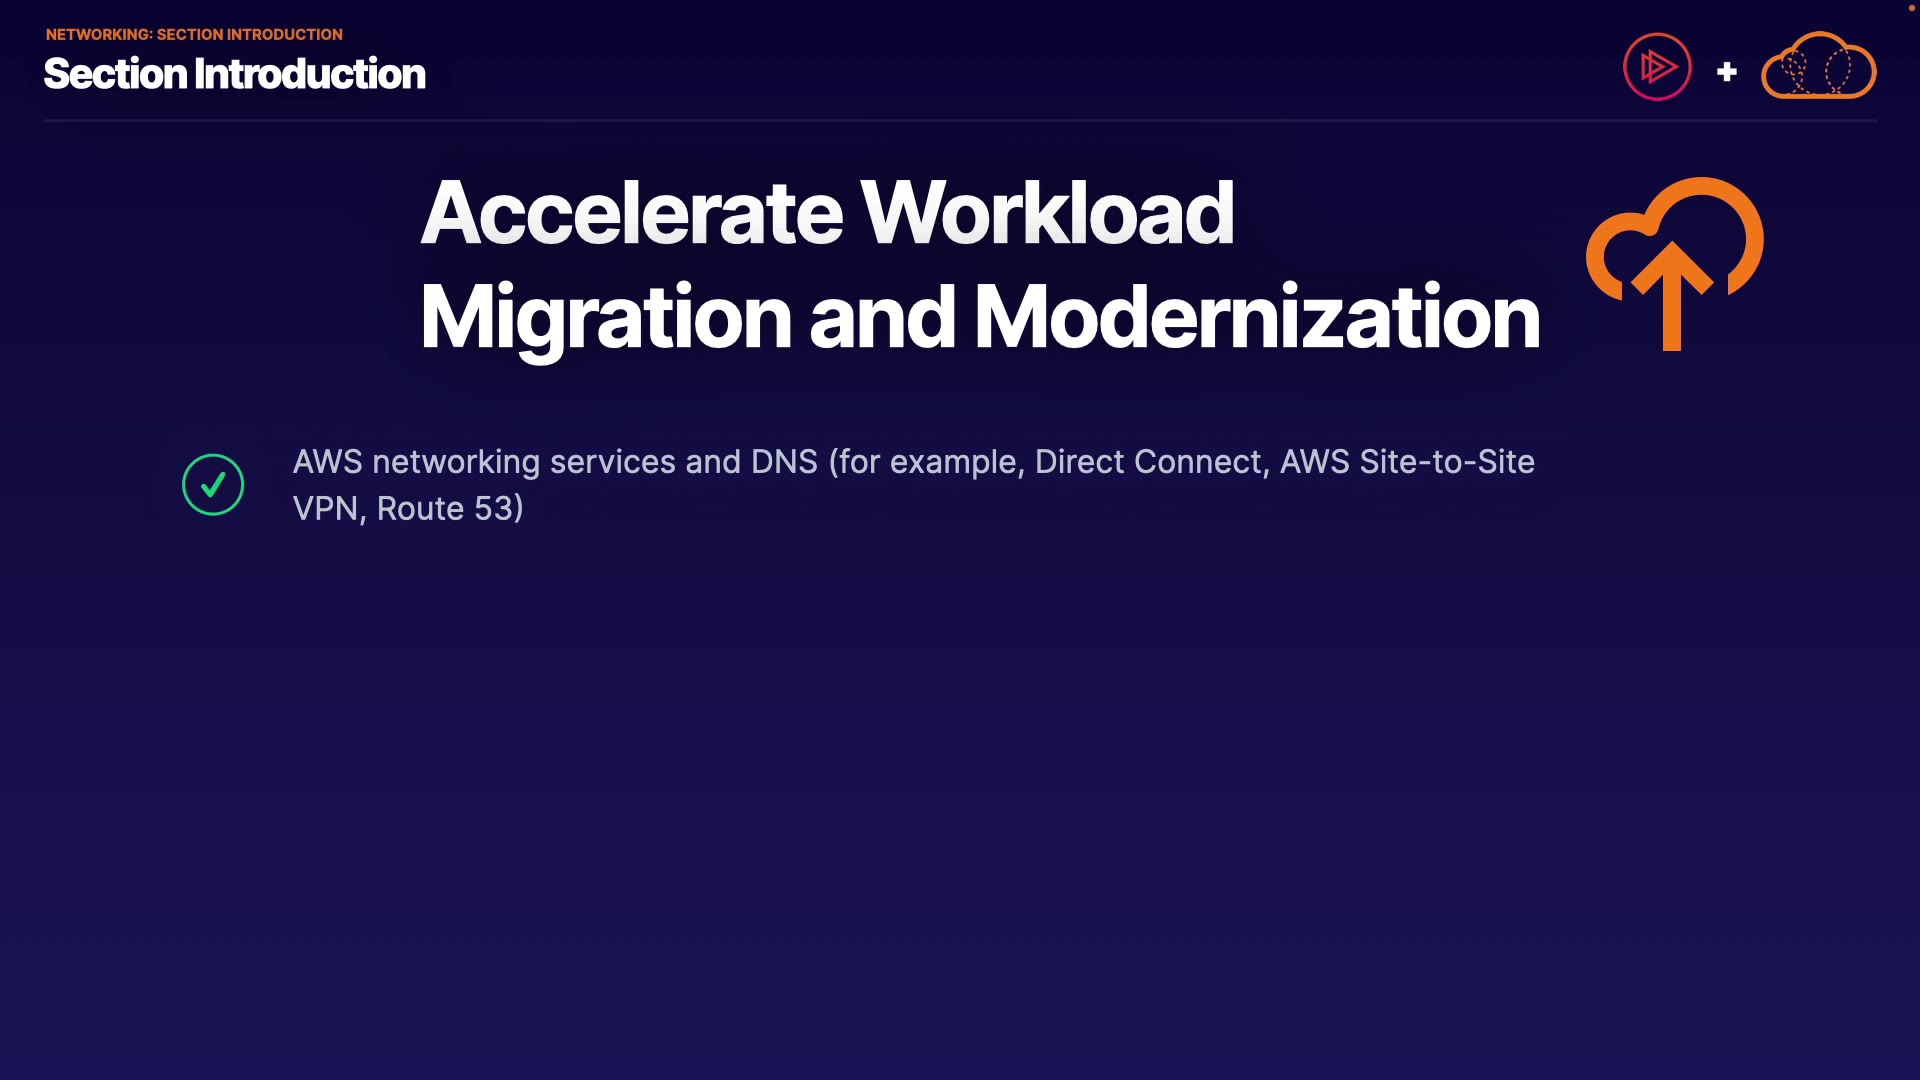 NETWORKING: SECTION INTRODUCTION
Section Introduction
Accelerate Workload
Migration and Modernization
AWS networking services and DNS (for example, Direct Connect, AWS Site-to-Site
VPN, Route 53)